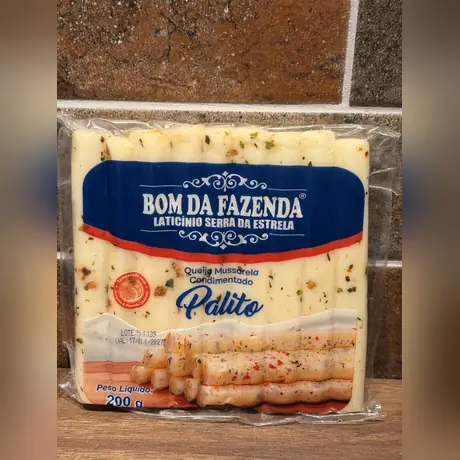 BOM DA FAZENDA®
LATICÍNIO SERRA DA ESTRELA
Queijo Mussarela
Condimentado
Palito
Peso Líquido:
200 g